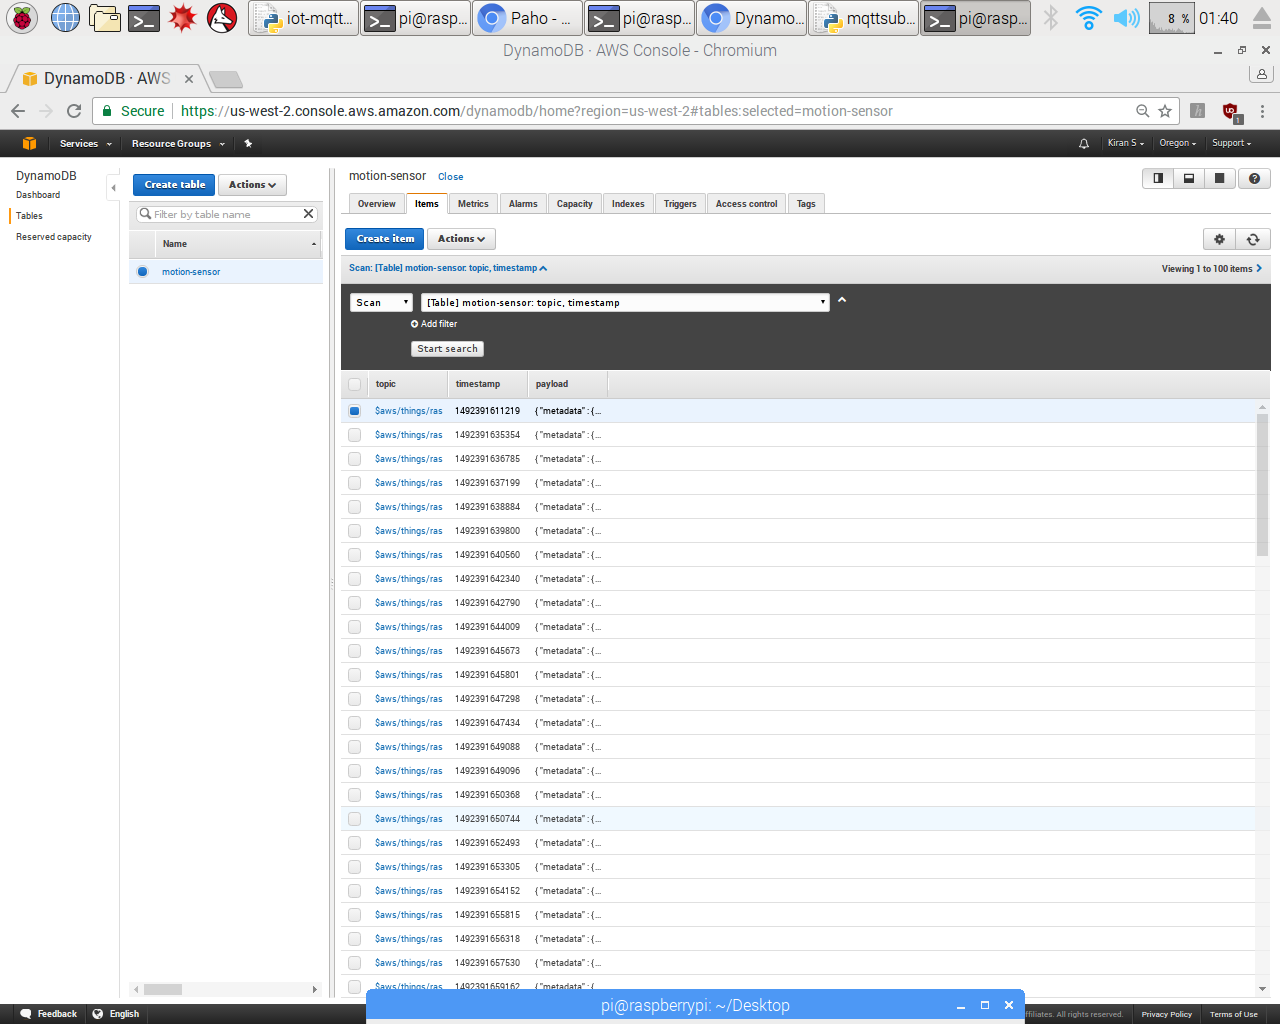 iot-mqtt... pi@rasp... Paho - ... pi@rasp... Dynamo... mqttsub... pi@rasp... 8 % 01:40
DynamoDB · AWS Console - Chromium
DynamoDB · AWS
Secure https://us-west-2.console.aws.amazon.com/dynamodb/home?region=us-west-2#tables:selected=motion-sensor
Services Resource Groups Kiran S Oregon Support
DynamoDB
Dashboard
Tables
Reserved capacity
Create table Actions
Filter by table name
Name
motion-sensor
motion-sensor Close
Overview Items Metrics Alarms Capacity Indexes Triggers Access control Tags
Create item Actions
Scan: [Table] motion-sensor: topic, timestamp Viewing 1 to 100 items
Scan [Table] motion-sensor: topic, timestamp
Add filter
Start search
topic timestamp payload
$aws/things/ras 1492391611219 {"metadata" : {...
$aws/things/ras 1492391635354 {"metadata" : {...
$aws/things/ras 1492391636785 {"metadata" : {...
$aws/things/ras 1492391637199 {"metadata" : {...
$aws/things/ras 1492391638884 {"metadata" : {...
$aws/things/ras 1492391639800 {"metadata" : {...
$aws/things/ras 1492391640560 {"metadata" : {...
$aws/things/ras 1492391642340 {"metadata" : {...
$aws/things/ras 1492391642790 {"metadata" : {...
$aws/things/ras 1492391644009 {"metadata" : {...
$aws/things/ras 1492391645673 {"metadata" : {...
$aws/things/ras 1492391645801 {"metadata" : {...
$aws/things/ras 1492391647298 {"metadata" : {...
$aws/things/ras 1492391647434 {"metadata" : {...
$aws/things/ras 1492391649088 {"metadata" : {...
$aws/things/ras 1492391649096 {"metadata" : {...
$aws/things/ras 1492391650368 {"metadata" : {...
$aws/things/ras 1492391650744 {"metadata" : {...
$aws/things/ras 1492391652493 {"metadata" : {...
$aws/things/ras 1492391653305 {"metadata" : {...
$aws/things/ras 1492391654152 {"metadata" : {...
$aws/things/ras 1492391655815 {"metadata" : {...
$aws/things/ras 1492391656318 {"metadata" : {...
$aws/things/ras 1492391657530 {"metadata" : {...
$aws/things/ras 1492391659162 {"metadata" : {...
pi@raspberrypi: ~/Desktop
Feedback English ffiliates. All rights reserved. Privacy Policy Terms of Use